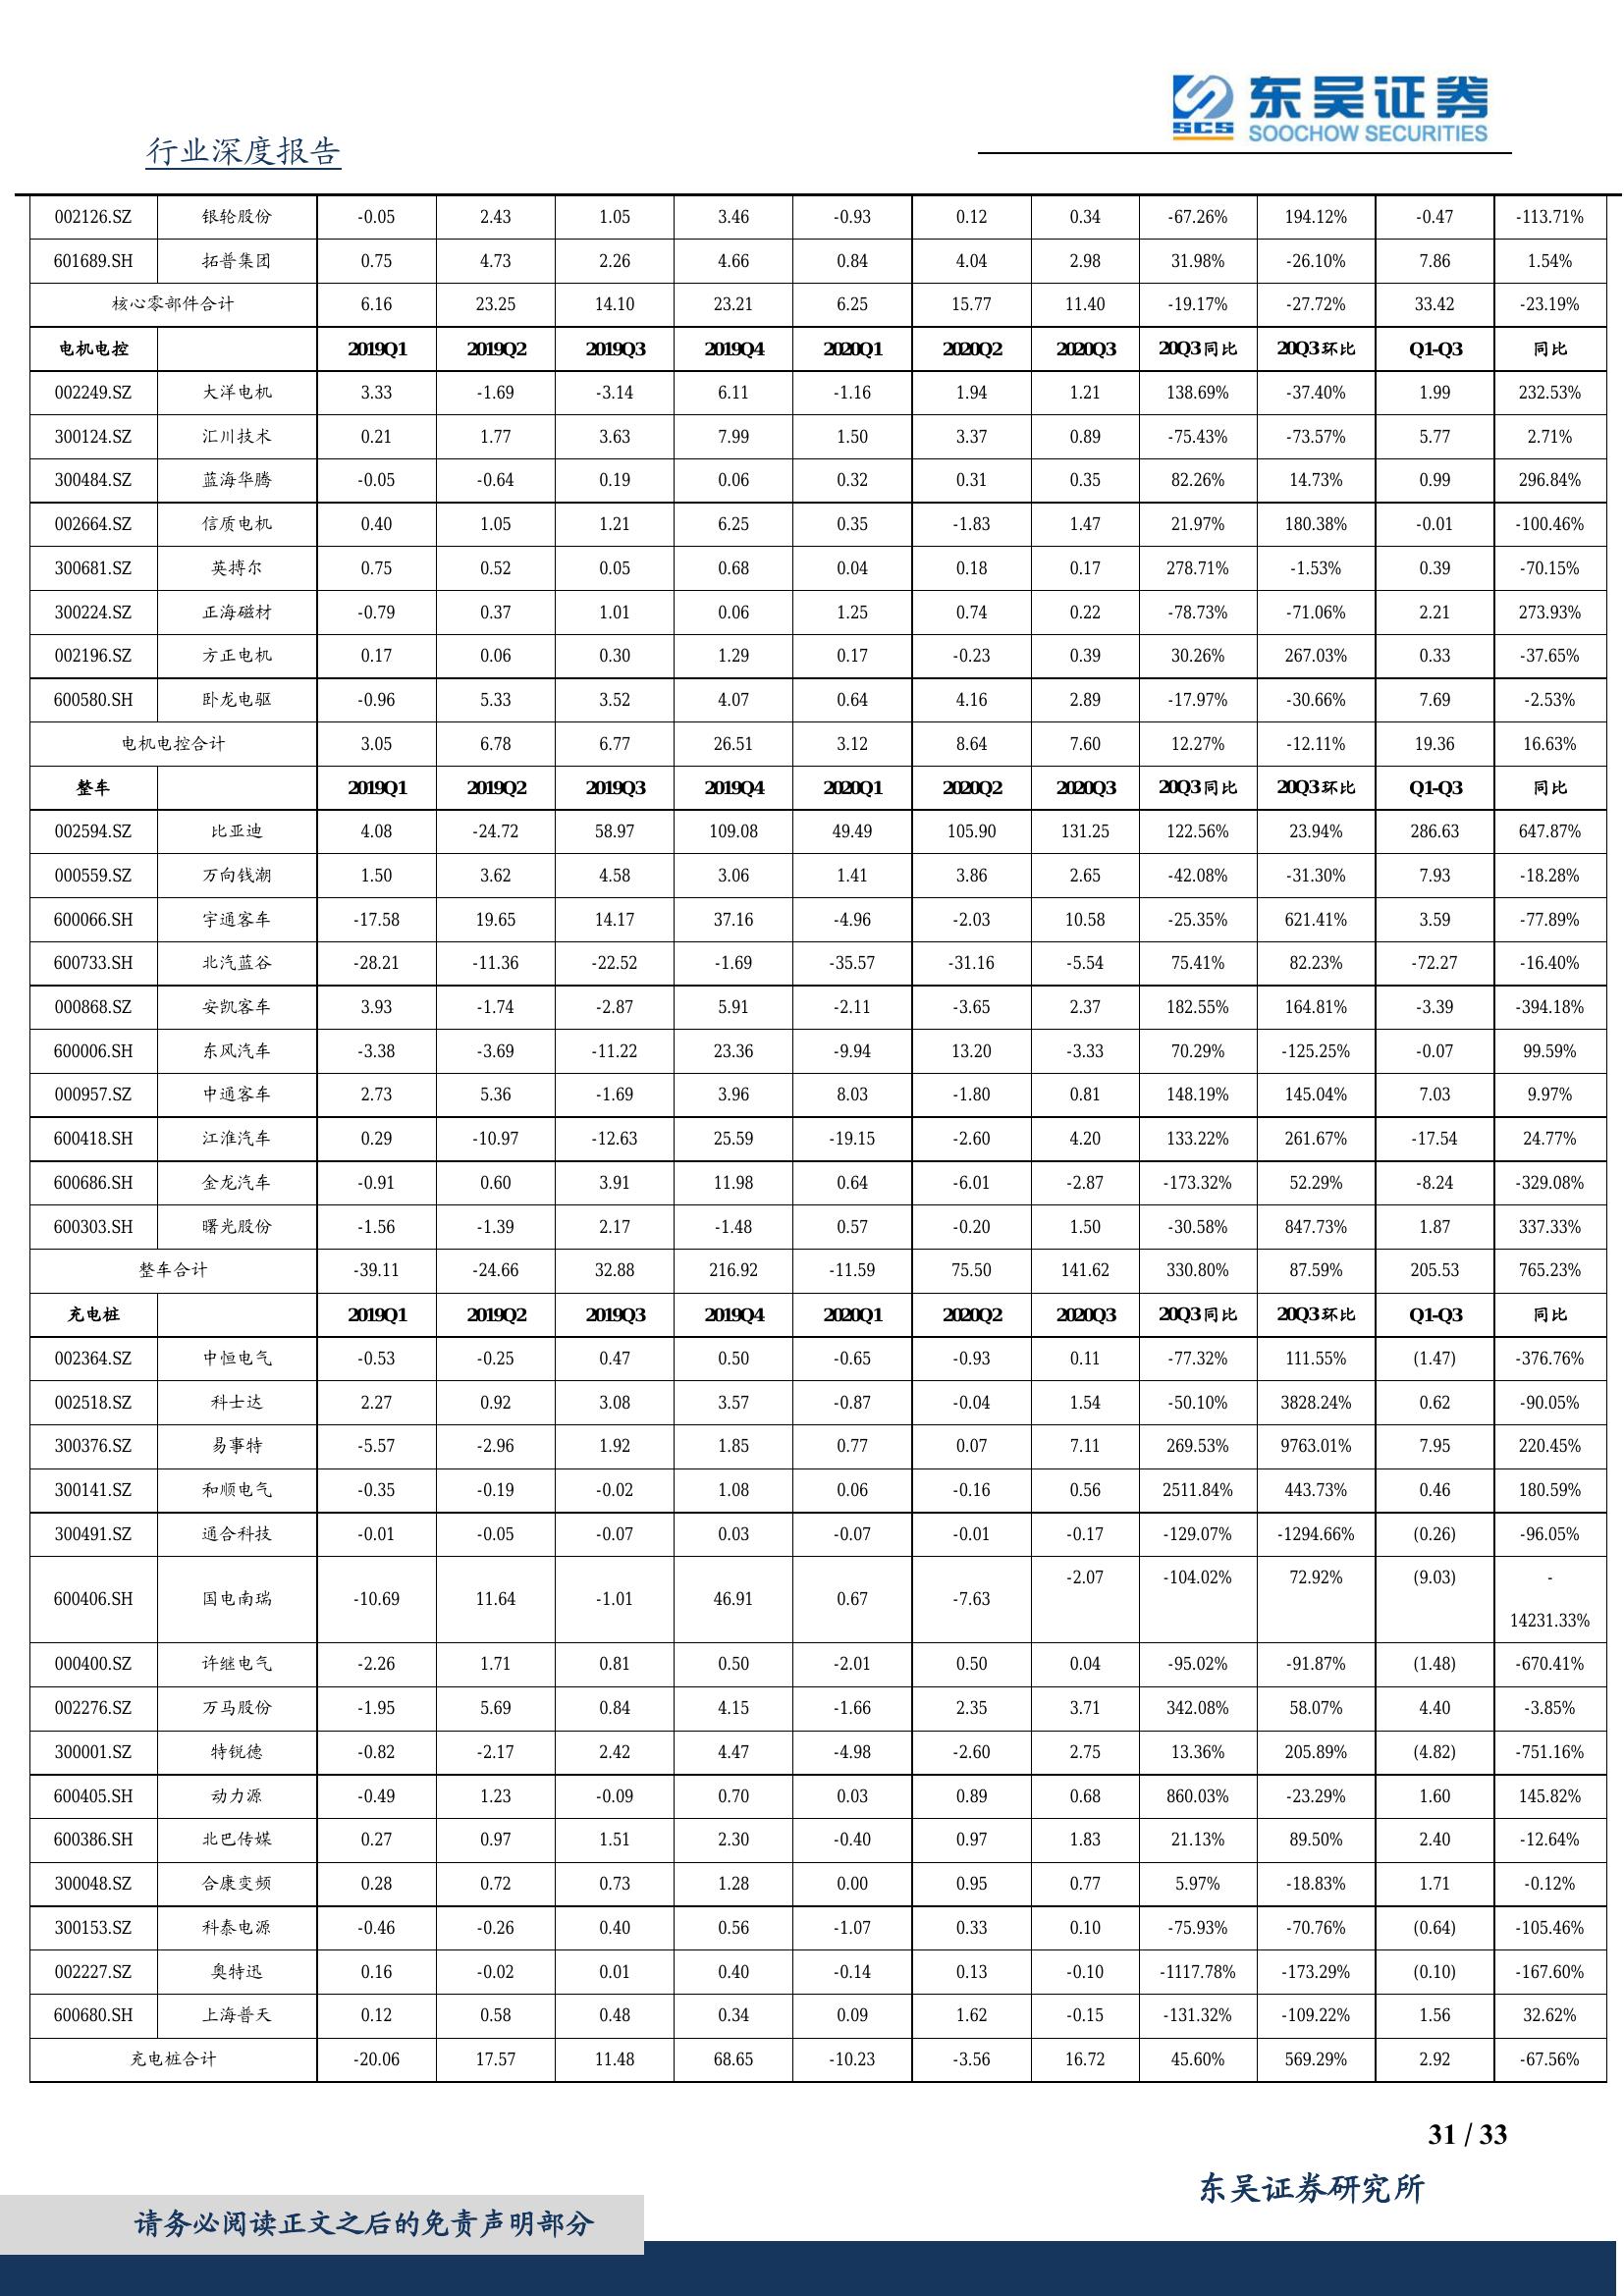 东吴证券
SCS
SOOCHOW SECURITIES
行业深度报告
002126.SZ 银轮股份 -0.05 2.43 1.05 3.46 -0.93 0.12 0.34 -67.26% 194.12% -0.47 -113.71%
601689.SH 拓普集团 0.75 4.73 2.26 4.66 0.84 4.04 2.98 31.98% -26.10% 7.86 1.54%
核心零部件合计 6.16 23.25 14.10 23.21 6.25 15.77 11.40 -19.17% -27.72% 33.42 -23.19%
电机电控 2019Q1 2019Q2 2019Q3 2019Q4 2020Q1 2020Q2 2020Q3 20Q3同比 20Q3环比 Q1-Q3 同比
002249.SZ 大洋电机 3.33 -1.69 -3.14 6.11 -1.16 1.94 1.21 138.69% -37.40% 1.99 232.53%
300124.SZ 汇川技术 0.21 1.77 3.63 7.99 1.50 3.37 0.89 -75.43% -73.57% 5.77 2.71%
300484.SZ 蓝海华腾 -0.05 -0.64 0.19 0.06 0.32 0.31 0.35 82.26% 14.73% 0.99 296.84%
002664.SZ 信质电机 0.40 1.05 1.21 6.25 0.35 -1.83 1.47 21.97% 180.38% -0.01 -100.46%
300681.SZ 英搏尔 0.75 0.52 0.05 0.68 0.04 0.18 0.17 278.71% -1.53% 0.39 -70.15%
300224.SZ 正海磁材 -0.79 0.37 1.01 0.06 1.25 0.74 0.22 -78.73% -71.06% 2.21 273.93%
002196.SZ 方正电机 0.17 0.06 0.30 1.29 0.17 -0.23 0.39 30.26% 267.03% 0.33 -37.65%
600580.SH 卧龙电驱 -0.96 5.33 3.52 4.07 0.64 4.16 2.89 -17.97% -30.66% 7.69 -2.53%
电机电控合计 3.05 6.78 6.77 26.51 3.12 8.64 7.60 12.27% -12.11% 19.36 16.63%
整车 2019Q1 2019Q2 2019Q3 2019Q4 2020Q1 2020Q2 2020Q3 20Q3同比 20Q3环比 Q1-Q3 同比
002594.SZ 比亚迪 4.08 -24.72 58.97 109.08 49.49 105.90 131.25 122.56% 23.94% 286.63 647.87%
000559.SZ 万向钱潮 1.50 3.62 4.58 3.06 1.41 3.86 2.65 -42.08% -31.30% 7.93 -18.28%
600066.SH 宇通客车 -17.58 19.65 14.17 37.16 -4.96 -2.03 10.58 -25.35% 621.41% 3.59 -77.89%
600733.SH 北汽蓝谷 -28.21 -11.36 -22.52 -1.69 -35.57 -31.16 -5.54 75.41% 82.23% -72.27 -16.40%
000868.SZ 安凯客车 3.93 -1.74 -2.87 5.91 -2.11 -3.65 2.37 182.55% 164.81% -3.39 -394.18%
600006.SH 东风汽车 -3.38 -3.69 -11.22 23.36 -9.94 13.20 -3.33 70.29% -125.25% -0.07 99.59%
000957.SZ 中通客车 2.73 5.36 -1.69 3.96 8.03 -1.80 0.81 148.19% 145.04% 7.03 9.97%
600418.SH 江淮汽车 0.29 -10.97 -12.63 25.59 -19.15 -2.60 4.20 133.22% 261.67% -17.54 24.77%
600686.SH 金龙汽车 -0.91 0.60 3.91 11.98 0.64 -6.01 -2.87 -173.32% 52.29% -8.24 -329.08%
600303.SH 曙光股份 -1.56 -1.39 2.17 -1.48 0.57 -0.20 1.50 -30.58% 847.73% 1.87 337.33%
整车合计 -39.11 -24.66 32.88 216.92 -11.59 75.50 141.62 330.80% 87.59% 205.53 765.23%
充电桩 2019Q1 2019Q2 2019Q3 2019Q4 2020Q1 2020Q2 2020Q3 20Q3同比 20Q3环比 Q1-Q3 同比
002364.SZ 中恒电气 -0.53 -0.25 0.47 0.50 -0.65 -0.93 0.11 -77.32% 111.55% (1.47) -376.76%
002518.SZ 科士达 2.27 0.92 3.08 3.57 -0.87 -0.04 1.54 -50.10% 3828.24% 0.62 -90.05%
300376.SZ 易事特 -5.57 -2.96 1.92 1.85 0.77 0.07 7.11 269.53% 9763.01% 7.95 220.45%
300141.SZ 和顺电气 -0.35 -0.19 -0.02 1.08 0.06 -0.16 0.56 2511.84% 443.73% 0.46 180.59%
300491.SZ 通合科技 -0.01 -0.05 -0.07 0.03 -0.07 -0.01 -0.17 -129.07% -1294.66% (0.26) -96.05%
600406.SH 国电南瑞 -10.69 11.64 -1.01 46.91 0.67 -7.63 -2.07 -104.02% 72.92% (9.03) -
14231.33%
000400.SZ 许继电气 -2.26 1.71 0.81 0.50 -2.01 0.50 0.04 -95.02% -91.87% (1.48) -670.41%
002276.SZ 万马股份 -1.95 5.69 0.84 4.15 -1.66 2.35 3.71 342.08% 58.07% 4.40 -3.85%
300001.SZ 特锐德 -0.82 -2.17 2.42 4.47 -4.98 -2.60 2.75 13.36% 205.89% (4.82) -751.16%
600405.SH 动力源 -0.49 1.23 -0.09 0.70 0.03 0.89 0.68 860.03% -23.29% 1.60 145.82%
600386.SH 北巴传媒 0.27 0.97 1.51 2.30 -0.40 0.97 1.83 21.13% 89.50% 2.40 -12.64%
300048.SZ 合康变频 0.28 0.72 0.73 1.28 0.00 0.95 0.77 5.97% -18.83% 1.71 -0.12%
300153.SZ 科泰电源 -0.46 -0.26 0.40 0.56 -1.07 0.33 0.10 -75.93% -70.76% (0.64) -105.46%
002227.SZ 奥特迅 0.16 -0.02 0.01 0.40 -0.14 0.13 -0.10 -1117.78% -173.29% (0.10) -167.60%
600680.SH 上海普天 0.12 0.58 0.48 0.34 0.09 1.62 -0.15 -131.32% -109.22% 1.56 32.62%
充电桩合计 -20.06 17.57 11.48 68.65 -10.23 -3.56 16.72 45.60% 569.29% 2.92 -67.56%
31 / 33
东吴证券研究所
请务必阅读正文之后的免责声明部分